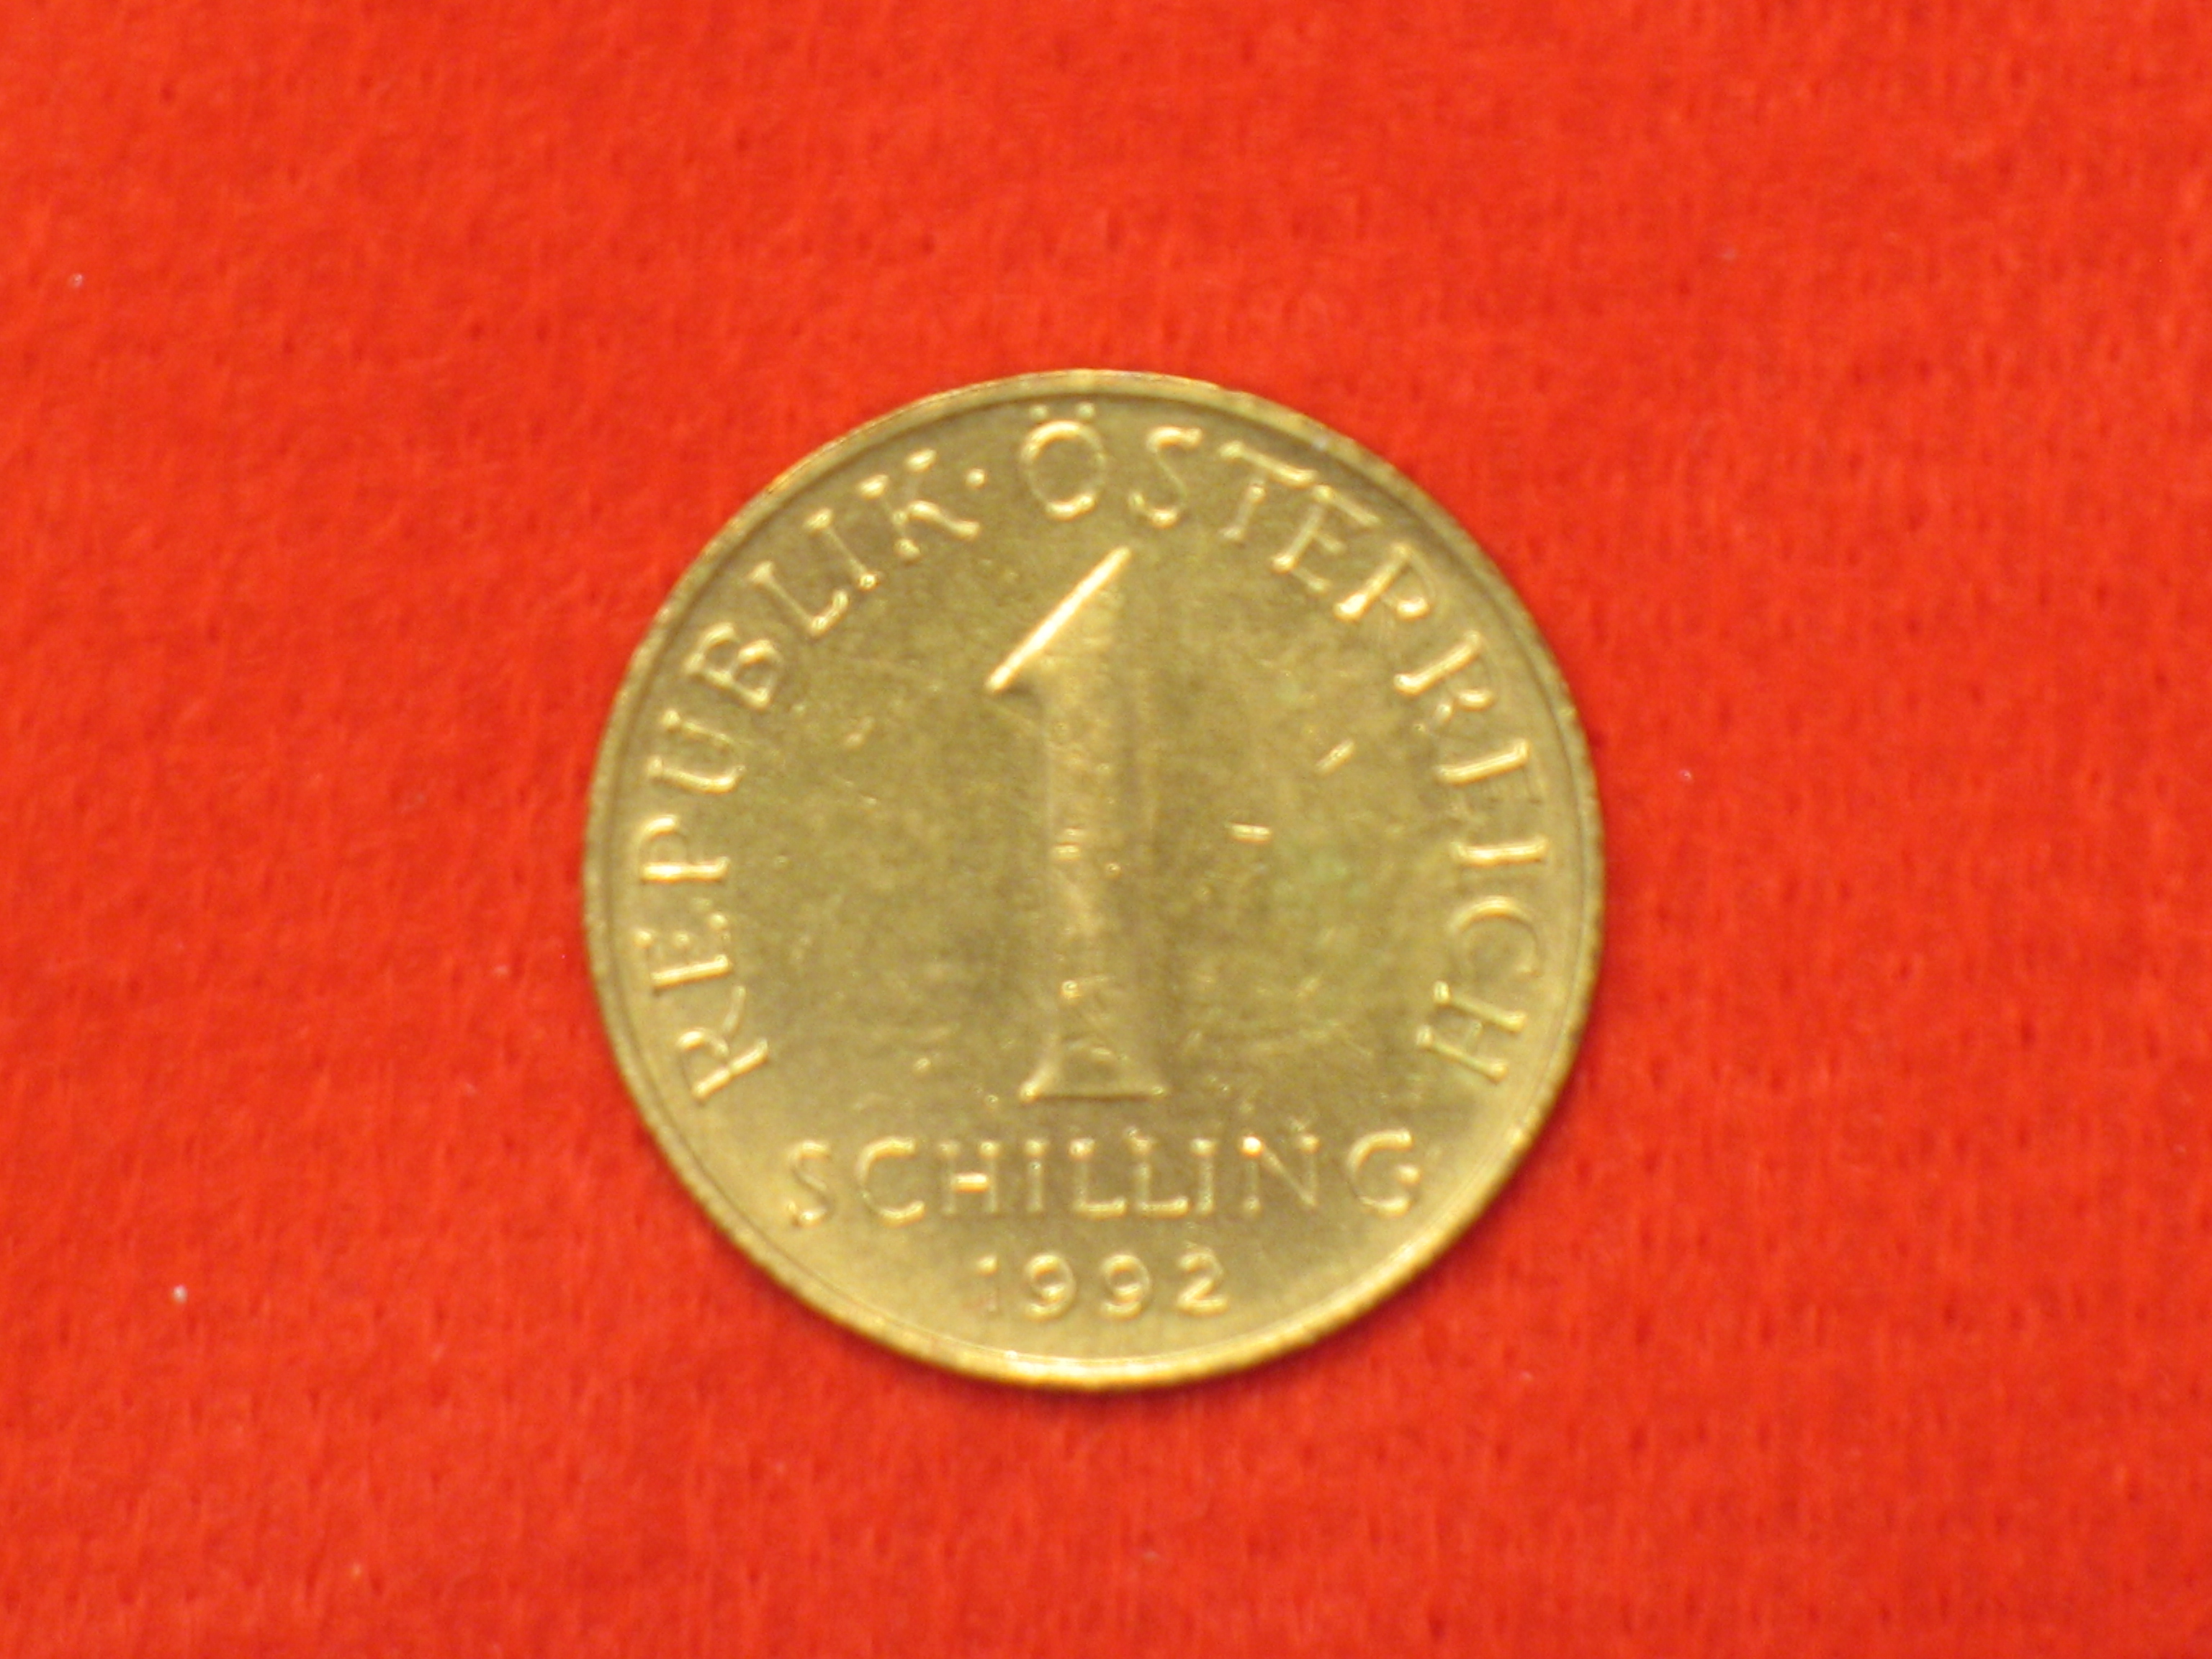 REPUBLIK · ÖSTERREICH
1
SCHILLING
1992